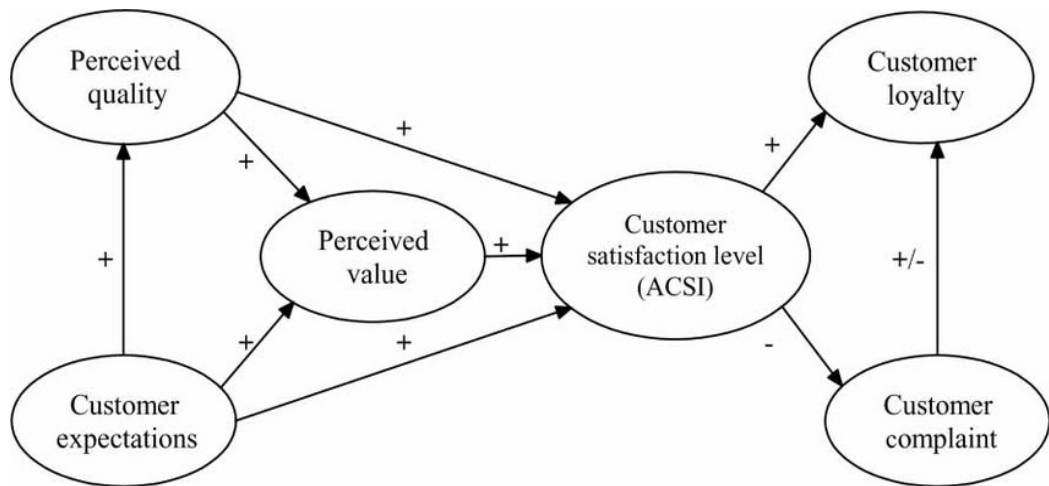 Perceived
quality
Customer
loyalty
+
+
+
Perceived
value
+
Customer
satisfaction level
(ACSI)
+
+/-
+
+
-
Customer
expectations
Customer
complaint